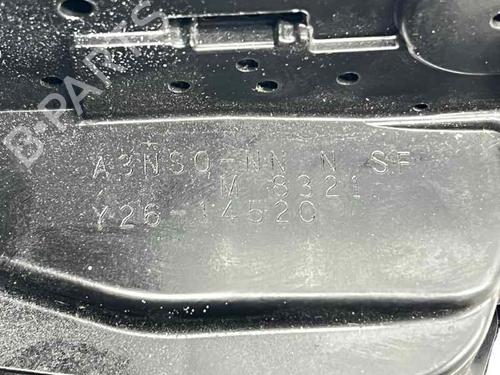 B-PARTS
A3NS0-NN N SF
M 8321
Y26-14520